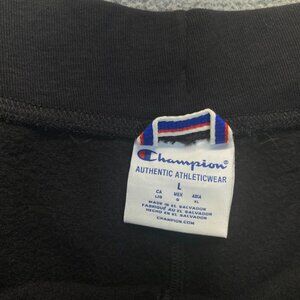 Champion
AUTHENTIC ATHLETICWEAR
L
CA MEX ASIA
L/G G XL
MADE IN EL SALVADOR
FABRIQUÉ AU EL SALVADOR
HECHO EN EL SALVADOR
CHAMPION.COM